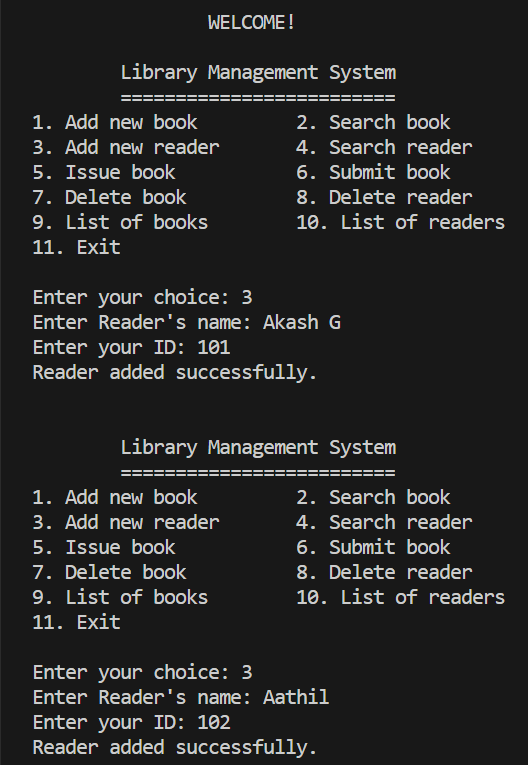 WELCOME!
Library Management System
=========================
1. Add new book 2. Search book
3. Add new reader 4. Search reader
5. Issue book 6. Submit book
7. Delete book 8. Delete reader
9. List of books 10. List of readers
11. Exit
Enter your choice: 3
Enter Reader's name: Akash G
Enter your ID: 101
Reader added successfully.
Library Management System
=========================
1. Add new book 2. Search book
3. Add new reader 4. Search reader
5. Issue book 6. Submit book
7. Delete book 8. Delete reader
9. List of books 10. List of readers
11. Exit
Enter your choice: 3
Enter Reader's name: Aathil
Enter your ID: 102
Reader added successfully.